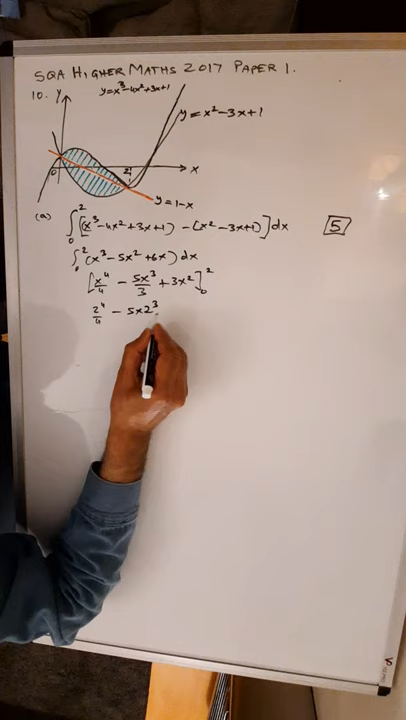 SQA HIGHER MATHS 2017 PAPER 1.
10. y y=x³-4x²+3x+1
y=x²-3x+1
0 2 x
y=1-x
(a) ∫₀² [(x³-4x²+3x+1) - (x²-3x+1)] dx 5
∫₀² (x³-5x²+6x) dx
[x⁴/4 - 5x³/3 + 3x²]₀²
2⁴/4 - 5x2³